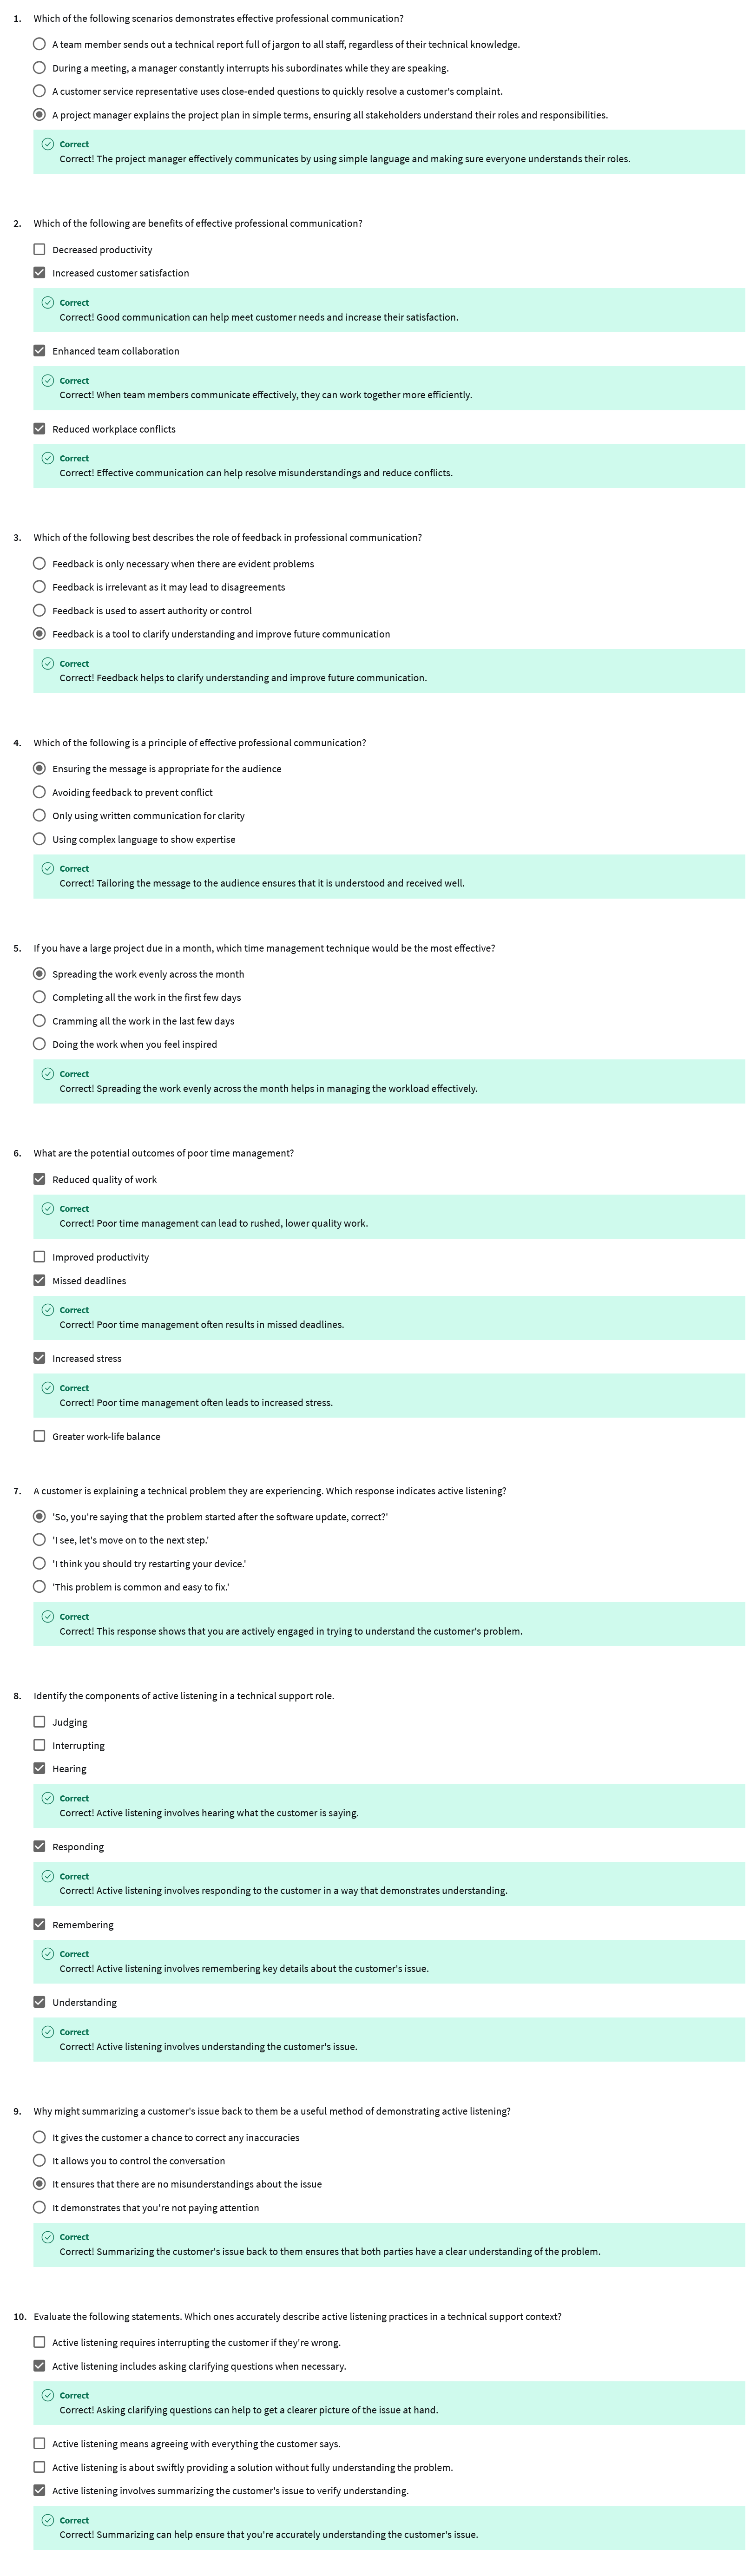 1. Which of the following scenarios demonstrates effective professional communication?
A team member sends out a technical report full of jargon to all staff, regardless of their technical knowledge.
During a meeting, a manager constantly interrupts his subordinates while they are speaking.
A customer service representative uses close-ended questions to quickly resolve a customer's complaint.
A project manager explains the project plan in simple terms, ensuring all stakeholders understand their roles and responsibilities.
Correct
Correct! The project manager effectively communicates by using simple language and making sure everyone understands their roles.
2. Which of the following are benefits of effective professional communication?
Decreased productivity
Increased customer satisfaction
Correct
Correct! Good communication can help meet customer needs and increase their satisfaction.
Enhanced team collaboration
Correct
Correct! When team members communicate effectively, they can work together more efficiently.
Reduced workplace conflicts
Correct
Correct! Effective communication can help resolve misunderstandings and reduce conflicts.
3. Which of the following best describes the role of feedback in professional communication?
Feedback is only necessary when there are evident problems
Feedback is irrelevant as it may lead to disagreements
Feedback is used to assert authority or control
Feedback is a tool to clarify understanding and improve future communication
Correct
Correct! Feedback helps to clarify understanding and improve future communication.
4. Which of the following is a principle of effective professional communication?
Ensuring the message is appropriate for the audience
Avoiding feedback to prevent conflict
Only using written communication for clarity
Using complex language to show expertise
Correct
Correct! Tailoring the message to the audience ensures that it is understood and received well.
5. If you have a large project due in a month, which time management technique would be the most effective?
Spreading the work evenly across the month
Completing all the work in the first few days
Cramming all the work in the last few days
Doing the work when you feel inspired
Correct
Correct! Spreading the work evenly across the month helps in managing the workload effectively.
6. What are the potential outcomes of poor time management?
Reduced quality of work
Correct
Correct! Poor time management can lead to rushed, lower quality work.
Improved productivity
Missed deadlines
Correct
Correct! Poor time management often results in missed deadlines.
Increased stress
Correct
Correct! Poor time management often leads to increased stress.
Greater work-life balance
7. A customer is explaining a technical problem they are experiencing. Which response indicates active listening?
'So, you're saying that the problem started after the software update, correct?'
'I see, let's move on to the next step.'
'I think you should try restarting your device.'
'This problem is common and easy to fix.'
Correct
Correct! This response shows that you are actively engaged in trying to understand the customer's problem.
8. Identify the components of active listening in a technical support role.
Judging
Interrupting
Hearing
Correct
Correct! Active listening involves hearing what the customer is saying.
Responding
Correct
Correct! Active listening involves responding to the customer in a way that demonstrates understanding.
Remembering
Correct
Correct! Active listening involves remembering key details about the customer's issue.
Understanding
Correct
Correct! Active listening involves understanding the customer's issue.
9. Why might summarizing a customer's issue back to them be a useful method of demonstrating active listening?
It gives the customer a chance to correct any inaccuracies
It allows you to control the conversation
It ensures that there are no misunderstandings about the issue
It demonstrates that you're not paying attention
Correct
Correct! Summarizing the customer's issue back to them ensures that both parties have a clear understanding of the problem.
10. Evaluate the following statements. Which ones accurately describe active listening practices in a technical support context?
Active listening requires interrupting the customer if they're wrong.
Active listening includes asking clarifying questions when necessary.
Correct
Correct! Asking clarifying questions can help to get a clearer picture of the issue at hand.
Active listening means agreeing with everything the customer says.
Active listening is about swiftly providing a solution without fully understanding the problem.
Active listening involves summarizing the customer's issue to verify understanding.
Correct
Correct! Summarizing can help ensure that you're accurately understanding the customer's issue.